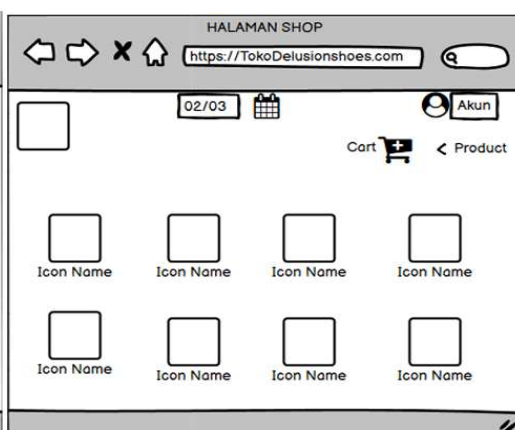 HALAMAN SHOP
https://TokoDelusionshoes.com
02/03
Akun
Cart
< Product
Icon Name Icon Name Icon Name Icon Name
Icon Name Icon Name Icon Name Icon Name